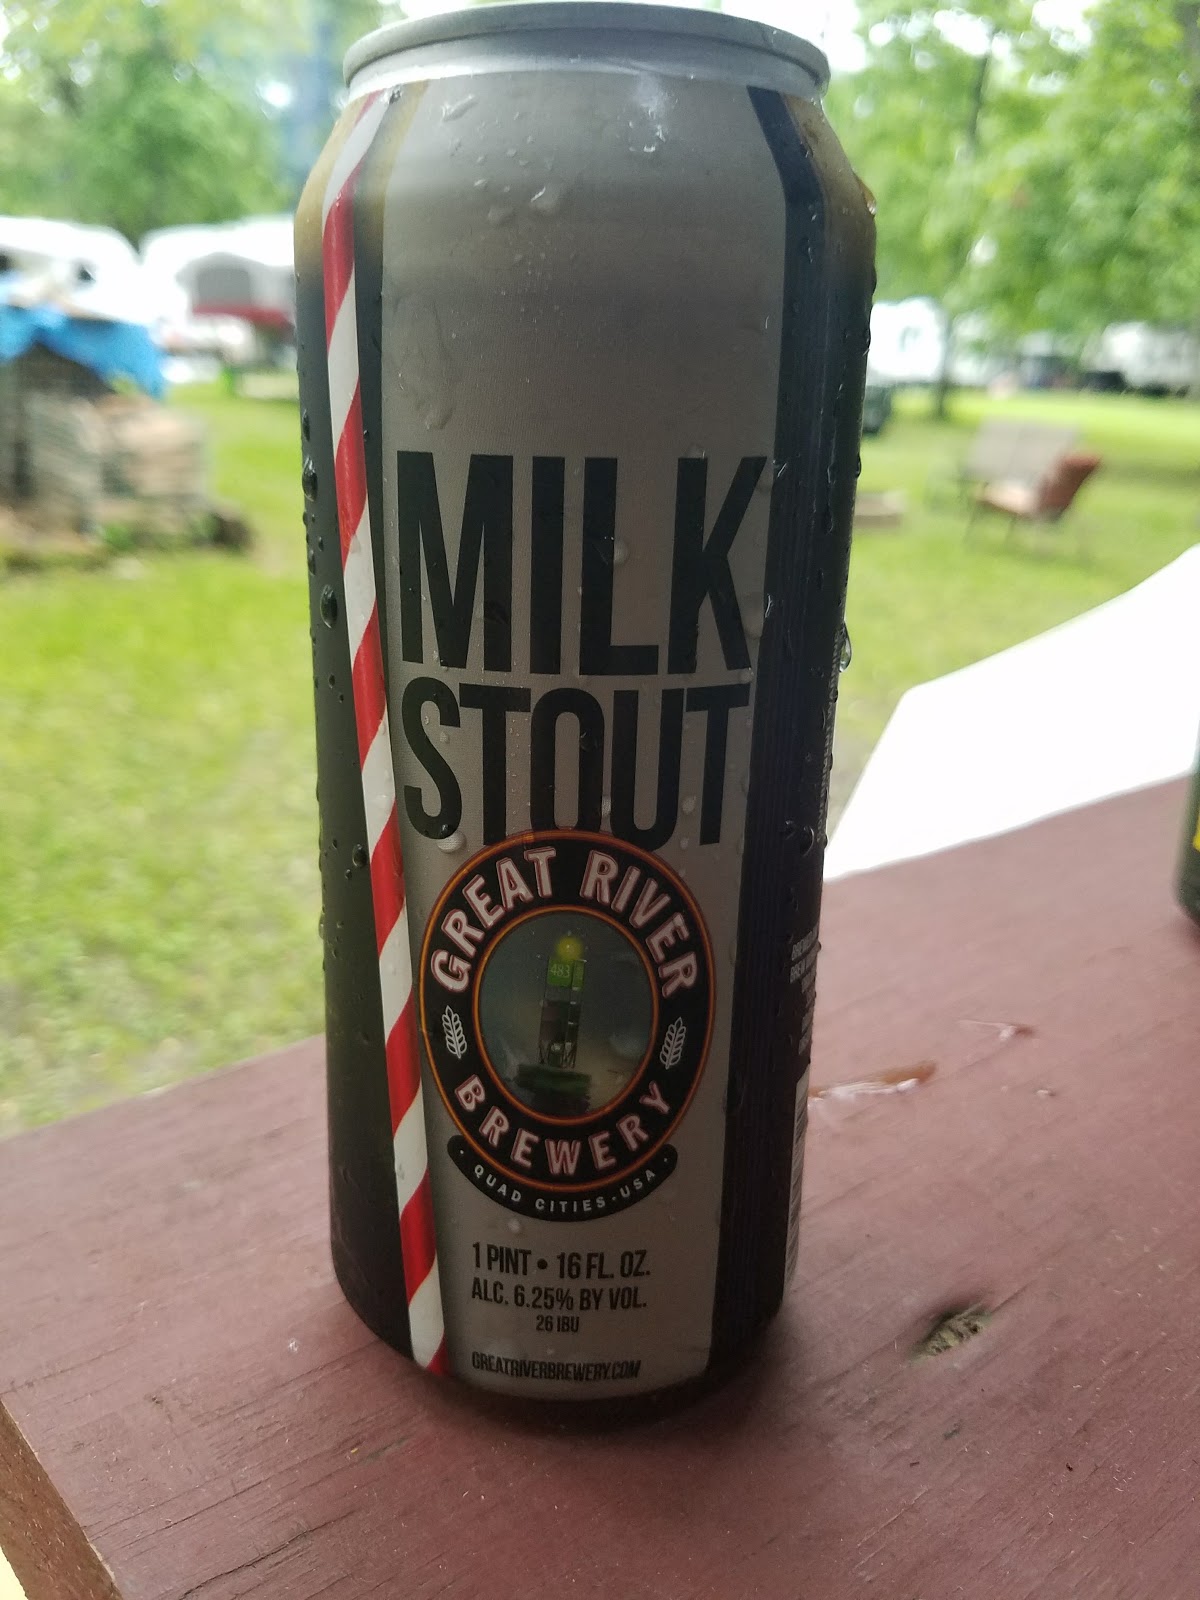 MILK
STOUT
GREAT RIVER
483
BREWERY
QUAD CITIES·USA
1 PINT • 16 FL. OZ.
ALC. 6.25% BY VOL.
26 IBU
GREATRIVERBREWERY.COM